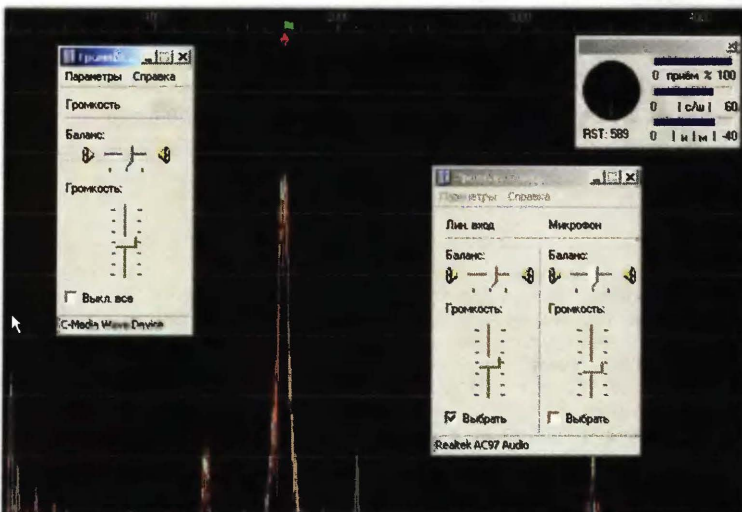 Параметры Справка
Громкость
Баланс:
Громкость:
Выкл. все
C-Media Wave Device
0 приём % 100
0 | с/ш | 60
RST: 589 0 | и | м | -40
Параметры Справка
Лин. вход Микрофон
Баланс: Баланс:
Громкость: Громкость:
Выбрать Выбрать
Realtek AC97 Audio